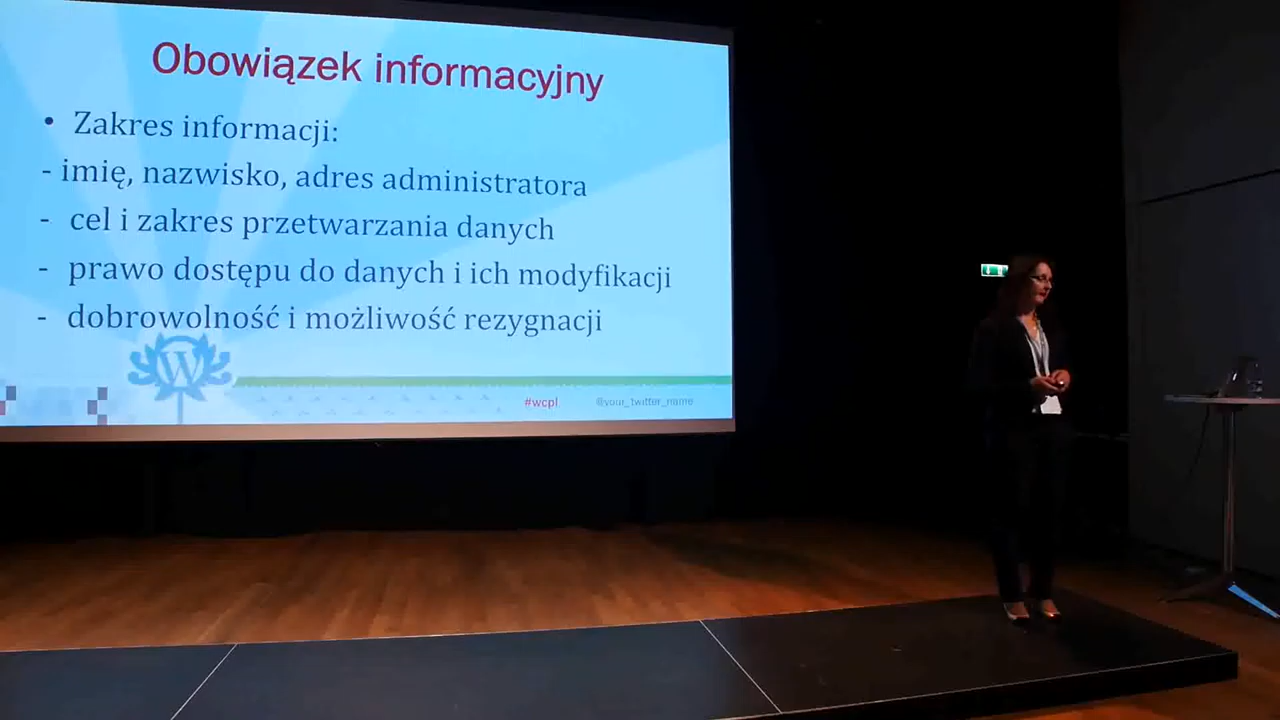 Obowiązek informacyjny
• Zakres informacji:
- imię, nazwisko, adres administratora
- cel i zakres przetwarzania danych
- prawo dostępu do danych i ich modyfikacji
- dobrowolność i możliwość rezygnacji
W
#wcpl @your_twitter_name